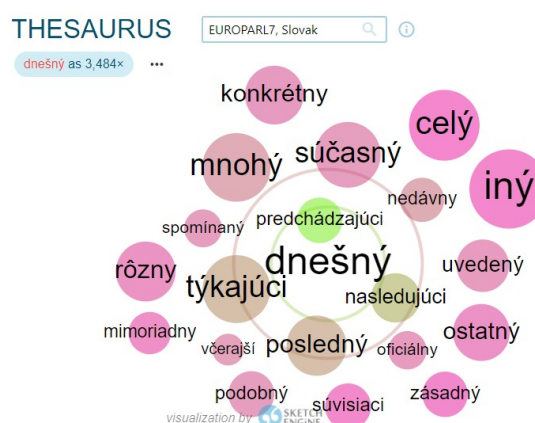 THESAURUS
EUROPARL7, Slovak
dnešný as 3,484×
konkrétny
celý
súčasný
mnohý
iný
nedávny
predchádzajúci
spomínaný
dnešný
uvedený
rôzny
týkajúci
nasledujúci
mimoriadny
ostatný
včerajší
posledný
oficiálny
podobný
zásadný
súvisiaci
visualization by SKETCH ENGINE